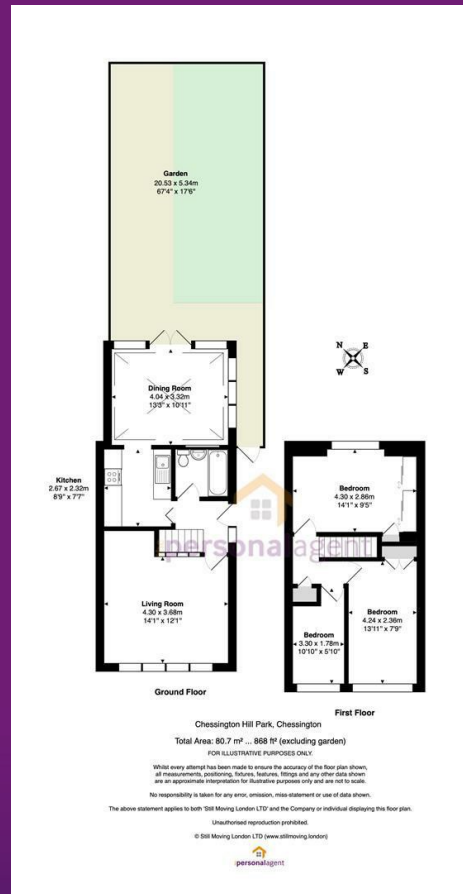 Garden
20.53 x 5.34m
67'4" x 17'6"
N E
W S
Dining Room
4.04 x 3.32m
13'3" x 10'11"
Kitchen
2.67 x 2.32m
8'9" x 7'7"
Bedroom
4.30 x 2.86m
14'1" x 9'5"
personalagent
Living Room
4.30 x 3.68m
14'1" x 12'1"
Bedroom
4.24 x 2.36m
13'11" x 7'9"
Bedroom
3.30 x 1.78m
10'10" x 5'10"
Ground Floor
First Floor
Chessington Hill Park, Chessington
Total Area: 80.7 m² ... 868 ft² (excluding garden)
FOR ILLUSTRATIVE PURPOSES ONLY.
Whilst every attempt has been made to ensure the accuracy of the floor plan shown,
all measurements, positioning, fixtures, features, fittings and any other data shown
are an approximate interpretation for illustrative purposes only and are not to scale.
No responsibility is taken for any error, omission, miss-statement or use of data shown.
The above statement applies to both 'Still Moving London LTD' and the Company or individual displaying this floor plan.
Unauthorised reproduction prohibited.
© Still Moving London LTD (www.stillmoving.london)
personalagent